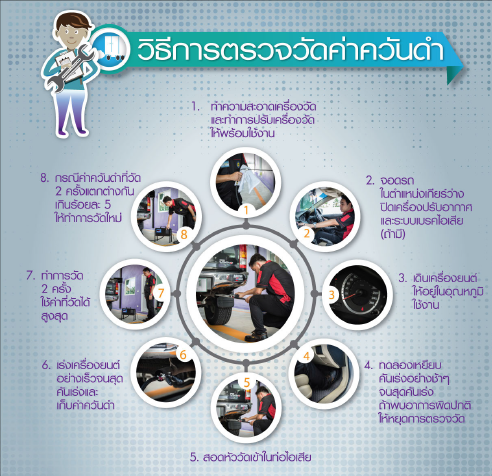 วิธีการตรวจวัดค่าควันดำ
1. ทำความสะอาดเครื่องวัด
และทำการปรับเครื่องวัด
ให้พร้อมใช้งาน
2. จอดรถ
ในตำแหน่งเกียร์ว่าง
ปิดเครื่องปรับอากาศ
และระบบเบรคไอเสีย
(ถ้ามี)
3. เดินเครื่องยนต์
ให้อยู่ในอุณหภูมิ
ใช้งาน
4. ทดลองเหยียบ
คันเร่งอย่างช้าๆ
จนสุดคันเร่ง
ถ้าพบอาการผิดปกติ
ให้หยุดการตรวจวัด
5. สอดหัววัดเข้าในท่อไอเสีย
6. เร่งเครื่องยนต์
อย่างเร็วจนสุด
คันเร่งและ
เก็บค่าควันดำ
7. ทำการวัด
2 ครั้ง
ใช้ค่าที่วัดได้
สูงสุด
8. กรณีค่าควันดำที่วัด
2 ครั้งแตกต่างกัน
เกินร้อยละ 5
ให้ทำการวัดใหม่
1
2
3
4
5
6
7
8